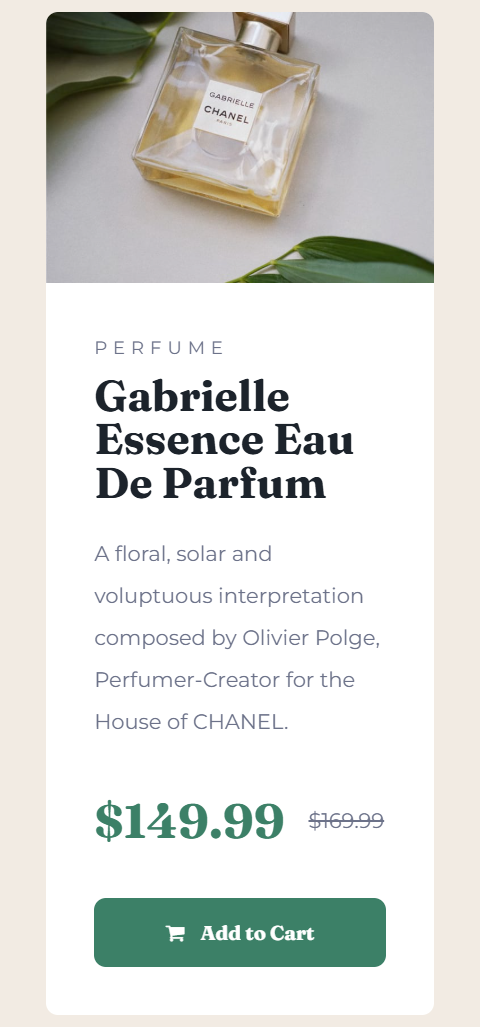 GABRIELLE
CHANEL
PARIS
PERFUME
Gabrielle
Essence Eau
De Parfum
A floral, solar and
voluptuous interpretation
composed by Olivier Polge,
Perfumer-Creator for the
House of CHANEL.
$149.99 $169.99
Add to Cart